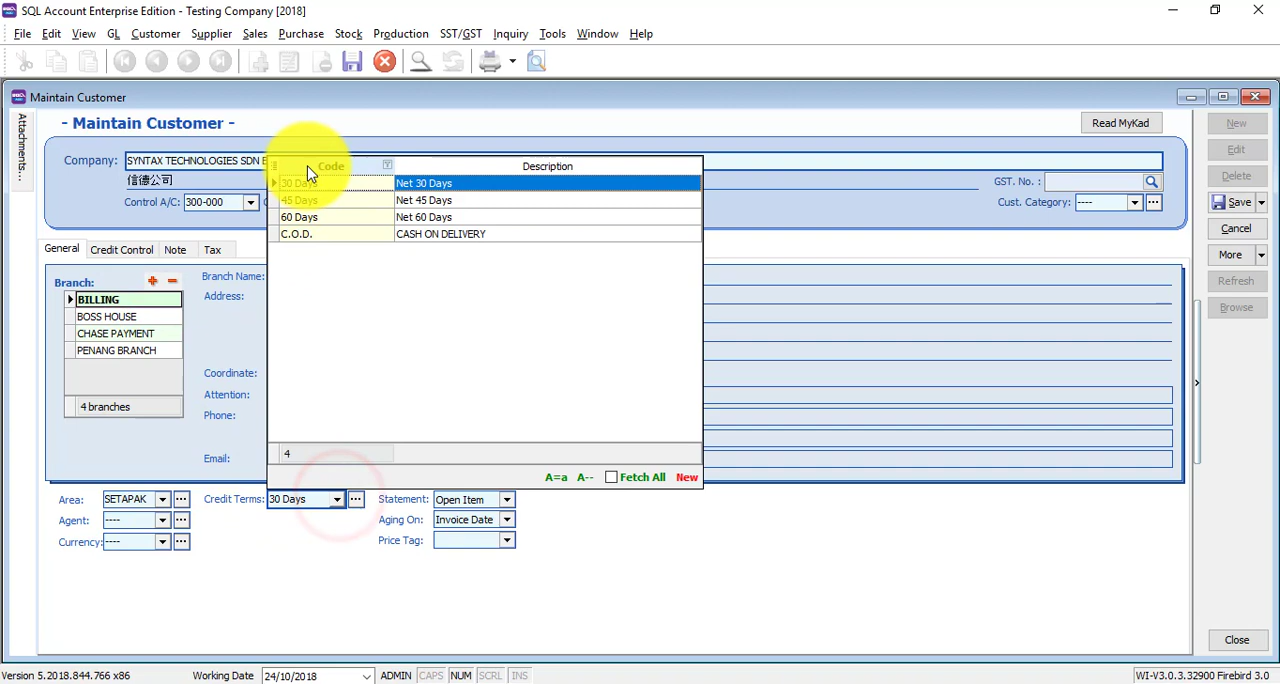 SQL Account Enterprise Edition - Testing Company [2018]
File Edit View GL Customer Supplier Sales Purchase Stock Production SST/GST Inquiry Tools Window Help
Maintain Customer
Attachments...
- Maintain Customer -
Read MyKad
New
Company: SYNTAX TECHNOLOGIES SDN
信德公司
GST. No. :
Edit
Control A/C: 300-000
Cust. Category: ----
Delete
Save
Cancel
More
Refresh
Browse
Code Description
30 Days Net 30 Days
45 Days Net 45 Days
60 Days Net 60 Days
C.O.D. CASH ON DELIVERY
4
A=a A-- Fetch All New
General Credit Control Note Tax
Branch:
BILLING
BOSS HOUSE
CHASE PAYMENT
PENANG BRANCH
4 branches
Branch Name:
Address:
Coordinate:
Attention:
Phone:
Email:
Area: SETAPAK Credit Terms: 30 Days Statement: Open Item
Agent: ---- Aging On: Invoice Date
Currency: ---- Price Tag:
Close
Version 5.2018.844.766 x86 Working Date 24/10/2018 ADMIN CAPS NUM SCRL INS WI-V3.0.3.32900 Firebird 3.0